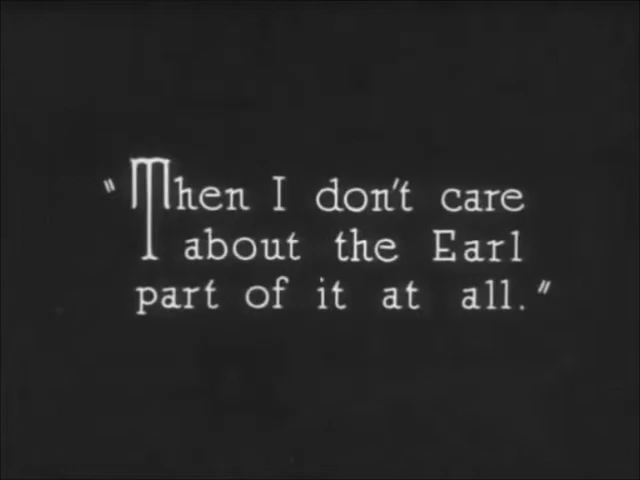 "Then I don't care
about the Earl
part of it at all."